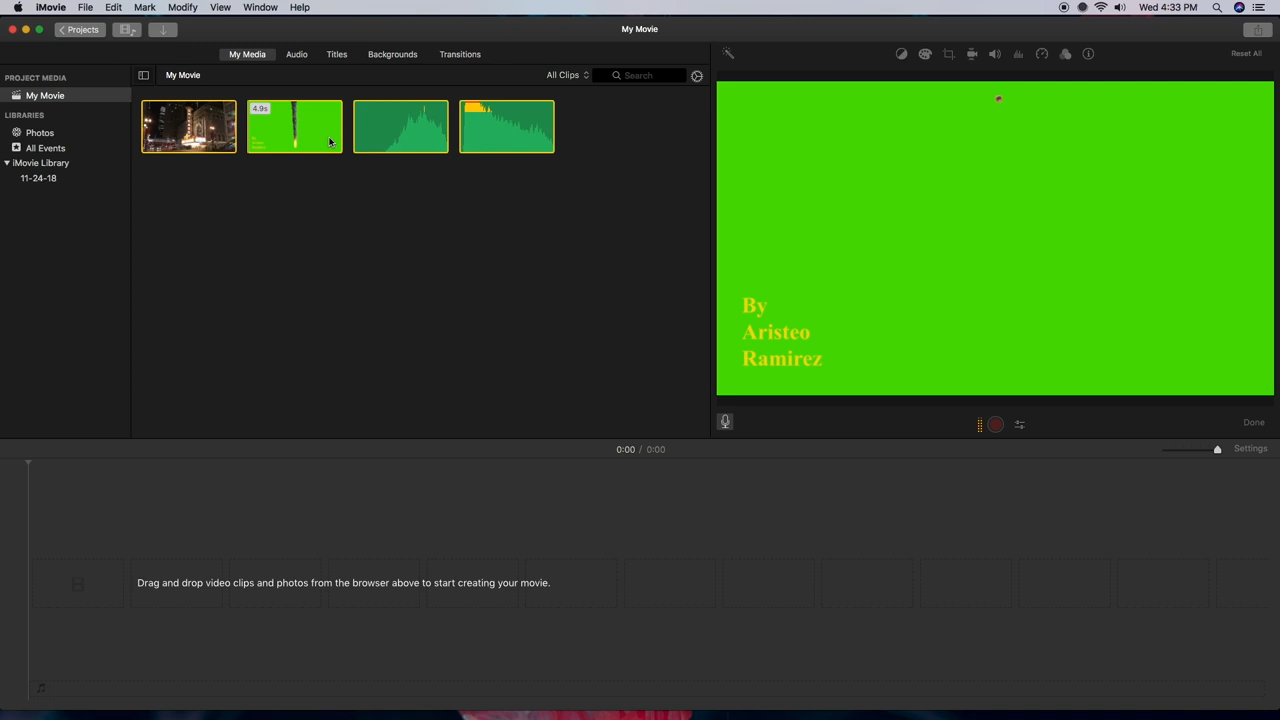 iMovie File Edit Mark Modify View Window Help Wed 4:33 PM
Projects My Movie
My Media Audio Titles Backgrounds Transitions Reset All
PROJECT MEDIA My Movie All Clips Search
My Movie
LIBRARIES
Photos
All Events
iMovie Library
11-24-18
4.9s
By
Aristeo
Ramirez
Done
0:00 / 0:00 Settings
Drag and drop video clips and photos from the browser above to start creating your movie.